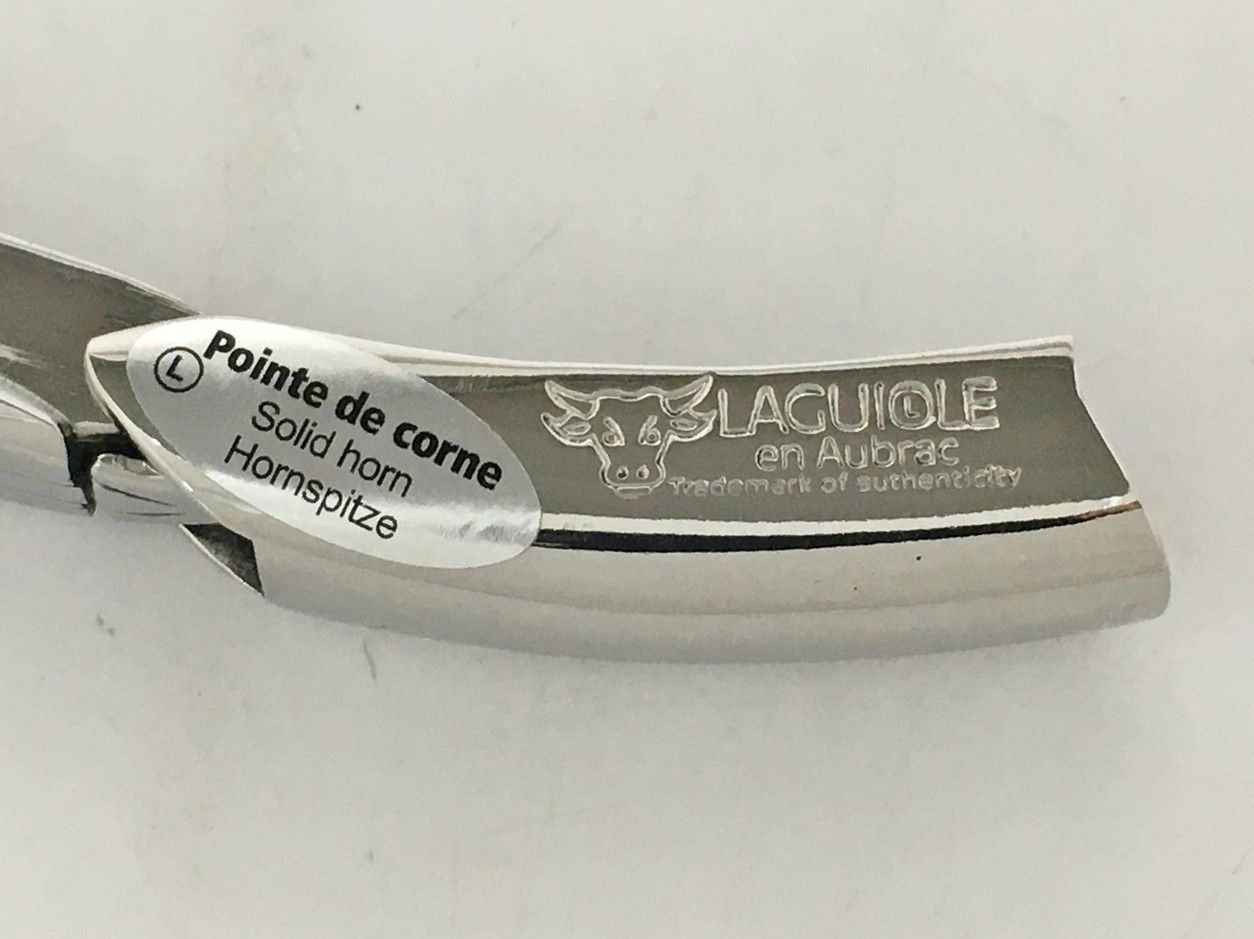 Ⓛ Pointe de corne
Solid horn
Hornspitze
LAGUIOLE
en Aubrac
Trademark of authenticity